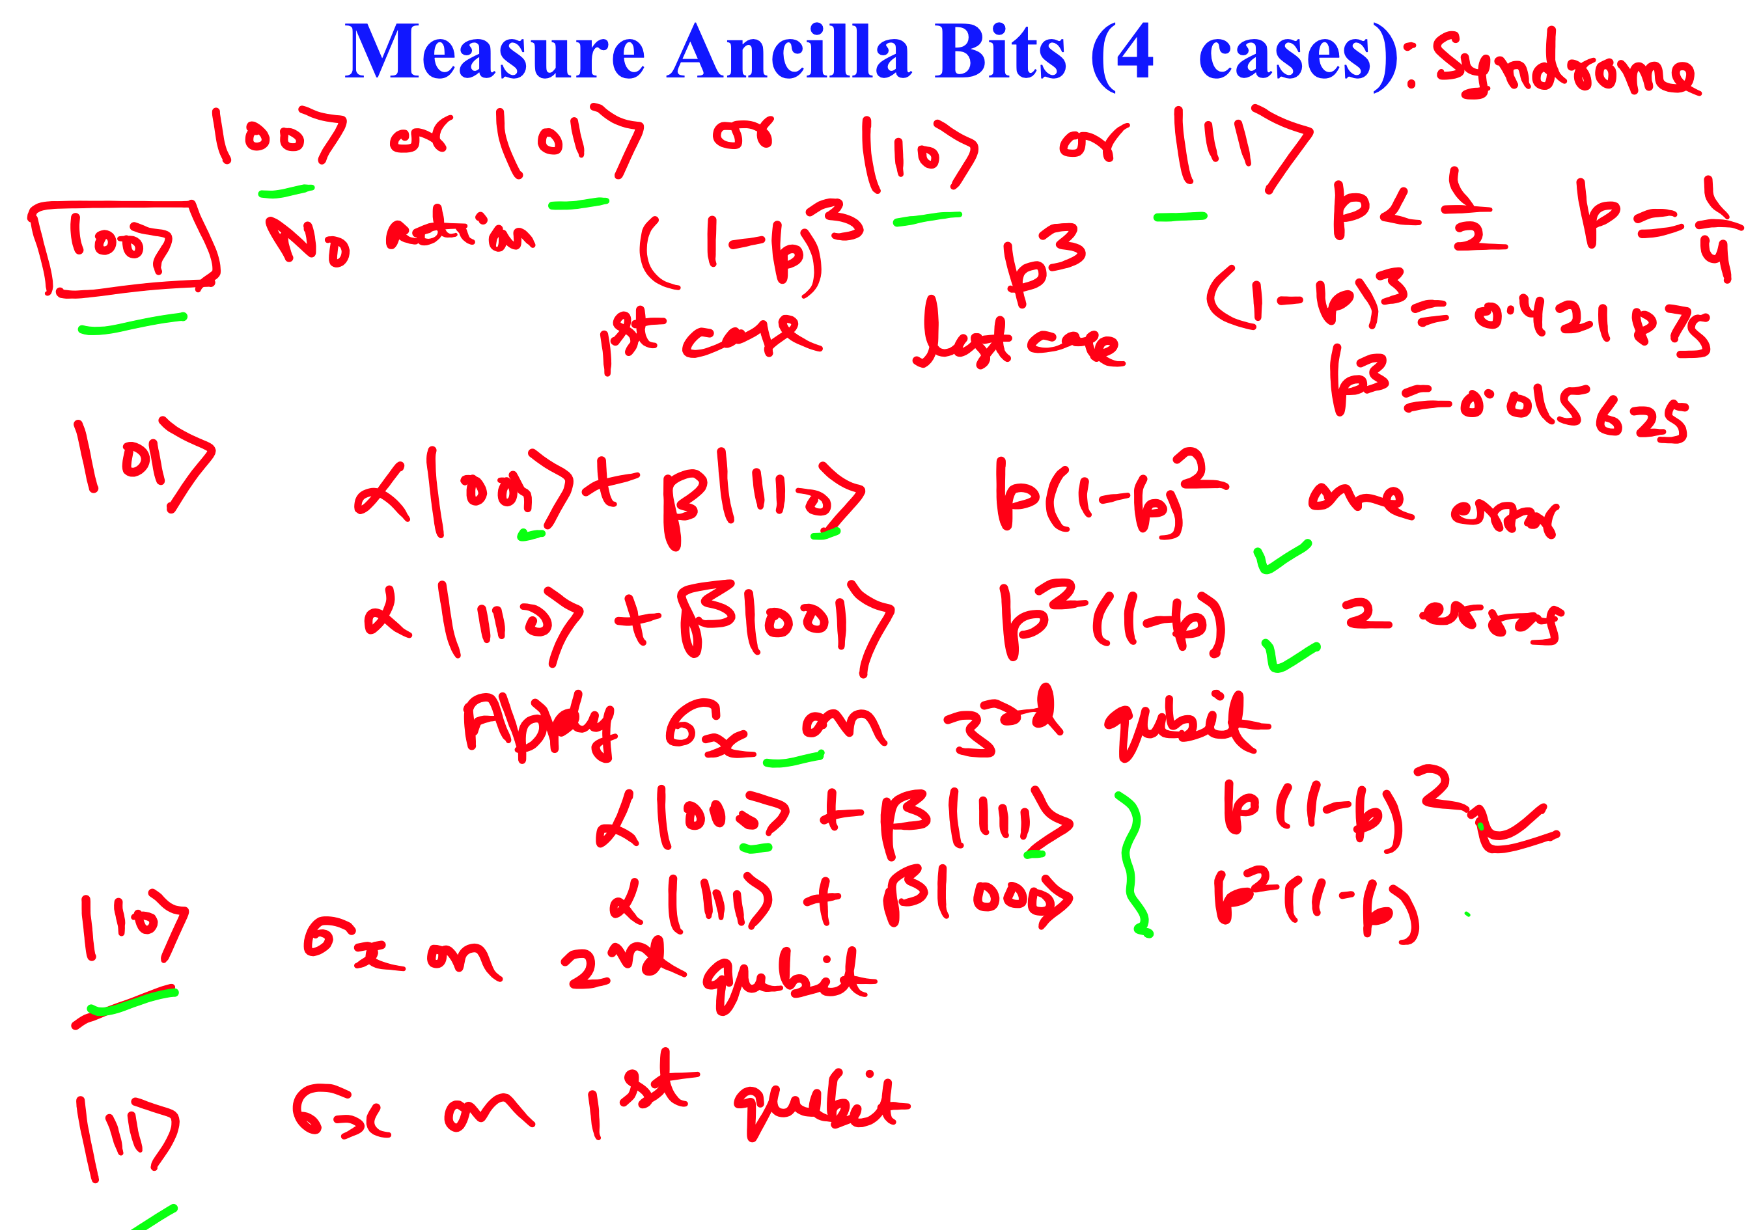 Measure Ancilla Bits (4 cases): Syndrome
|00⟩ or |01⟩ or |10⟩ or |11⟩
|00⟩ No action (1-p)³ p³ p < 1/2 p = 1/4
1st case last case (1-p)³ = 0.421875
p³ = 0.015625
|01⟩ α|001⟩ + β|110⟩ p(1-p)² one error
α|110⟩ + β|001⟩ p²(1-p) 2 errors
Apply σx on 3rd qubit
α|000⟩ + β|111⟩ p(1-p)²
α|111⟩ + β|000⟩ p²(1-p)
|10⟩ σx on 2nd qubit
|11⟩ σx on 1st qubit